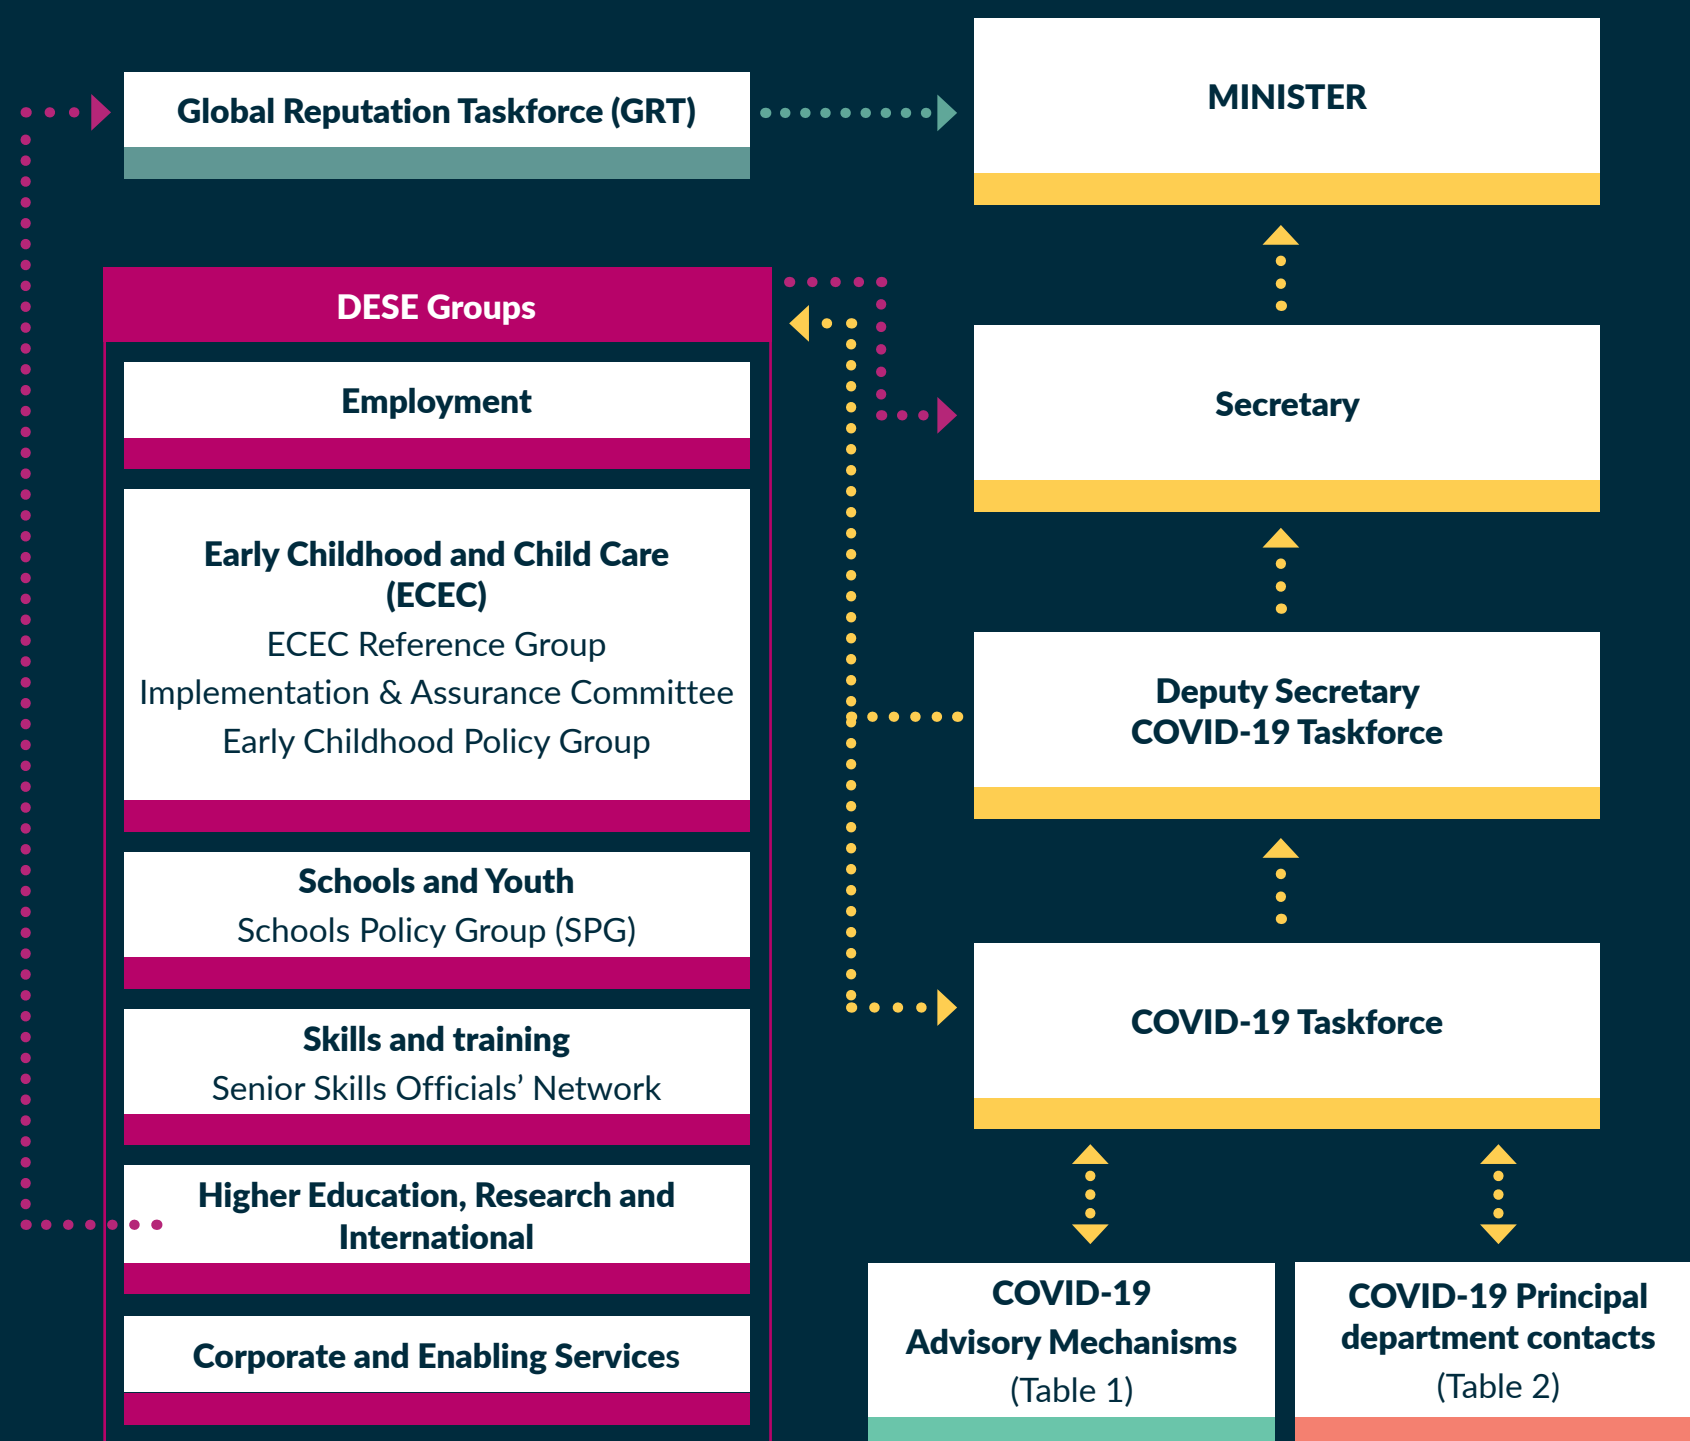 Global Reputation Taskforce (GRT)
MINISTER
DESE Groups
Employment
Early Childhood and Child Care
(ECEC)
ECEC Reference Group
Implementation & Assurance Committee
Early Childhood Policy Group
Schools and Youth
Schools Policy Group (SPG)
Skills and training
Senior Skills Officials’ Network
Higher Education, Research and
International
Corporate and Enabling Services
Secretary
Deputy Secretary
COVID-19 Taskforce
COVID-19 Taskforce
COVID-19
Advisory Mechanisms
(Table 1)
COVID-19 Principal
department contacts
(Table 2)